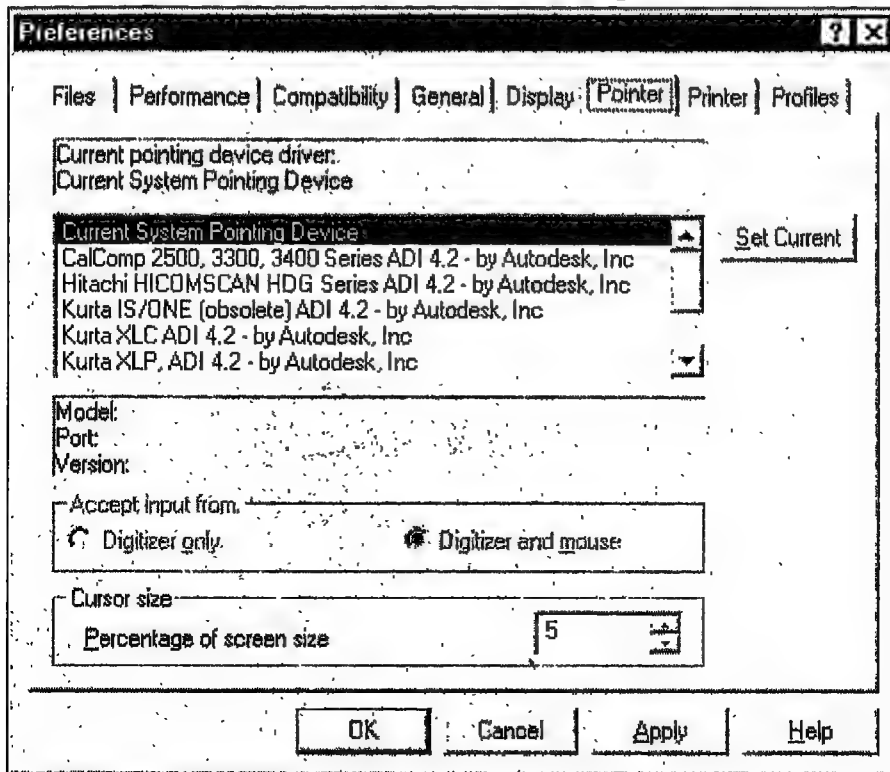 Preferences
Files Performance Compatibility General Display Pointer Printer Profiles
Current pointing device driver:
Current System Pointing Device
Current System Pointing Device
CalComp 2500, 3300, 3400 Series ADI 4.2 - by Autodesk, Inc
Hitachi HICOMSCAN HDG Series ADI 4.2 - by Autodesk, Inc
Kurta IS/ONE (obsolete) ADI 4.2 - by Autodesk, Inc
Kurta XLC ADI 4.2 - by Autodesk, Inc
Kurta XLP, ADI 4.2 - by Autodesk, Inc
Set Current
Model:
Port:
Version:
Accept input from
Digitizer only
Digitizer and mouse
Cursor size
Percentage of screen size
5
OK Cancel Apply Help